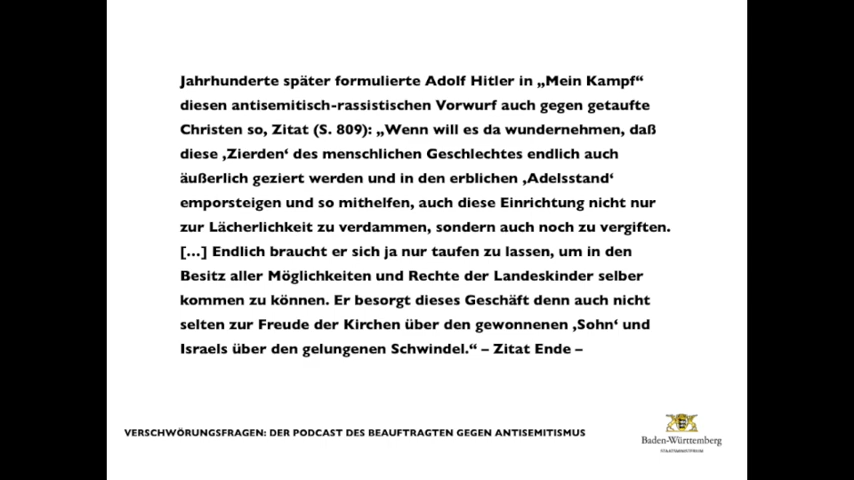 Jahrhunderte später formulierte Adolf Hitler in „Mein Kampf“
diesen antisemitisch-rassistischen Vorwurf auch gegen getaufte
Christen so, Zitat (S. 809): „Wenn will es da wundernehmen, daß
diese ‚Zierden‘ des menschlichen Geschlechtes endlich auch
äußerlich geziert werden und in den erblichen ‚Adelsstand‘
emporsteigen und so mithelfen, auch diese Einrichtung nicht nur
zur Lächerlichkeit zu verdammen, sondern auch noch zu vergiften.
[…] Endlich braucht er sich ja nur taufen zu lassen, um in den
Besitz aller Möglichkeiten und Rechte der Landeskinder selber
kommen zu können. Er besorgt dieses Geschäft denn auch nicht
selten zur Freude der Kirchen über den gewonnenen ‚Sohn‘ und
Israels über den gelungenen Schwindel.“ – Zitat Ende –
VERSCHWÖRUNGSFRAGEN: DER PODCAST DES BEAUFTRAGTEN GEGEN ANTISEMITISMUS
Baden-Württemberg
STAATSMINISTERIUM